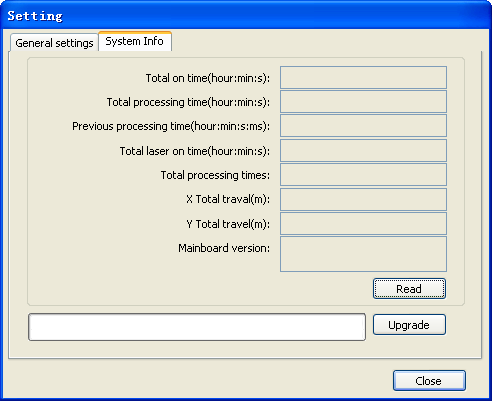 Setting
General settings System Info
Total on time(hour:min:s):
Total processing time(hour:min:s):
Previous processing time(hour:min:s:ms):
Total laser on time(hour:min:s):
Total processing times:
X Total traval(m):
Y Total travel(m):
Mainboard version:
Read
Upgrade
Close